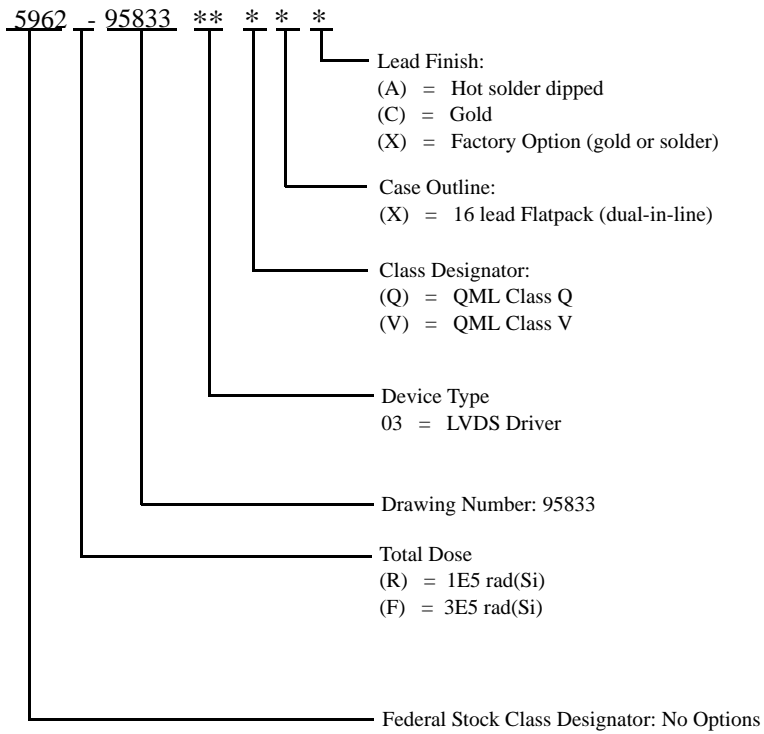 5962 - 95833 ** * * *
Lead Finish:
(A) = Hot solder dipped
(C) = Gold
(X) = Factory Option (gold or solder)
Case Outline:
(X) = 16 lead Flatpack (dual-in-line)
Class Designator:
(Q) = QML Class Q
(V) = QML Class V
Device Type
03 = LVDS Driver
Drawing Number: 95833
Total Dose
(R) = 1E5 rad(Si)
(F) = 3E5 rad(Si)
Federal Stock Class Designator: No Options